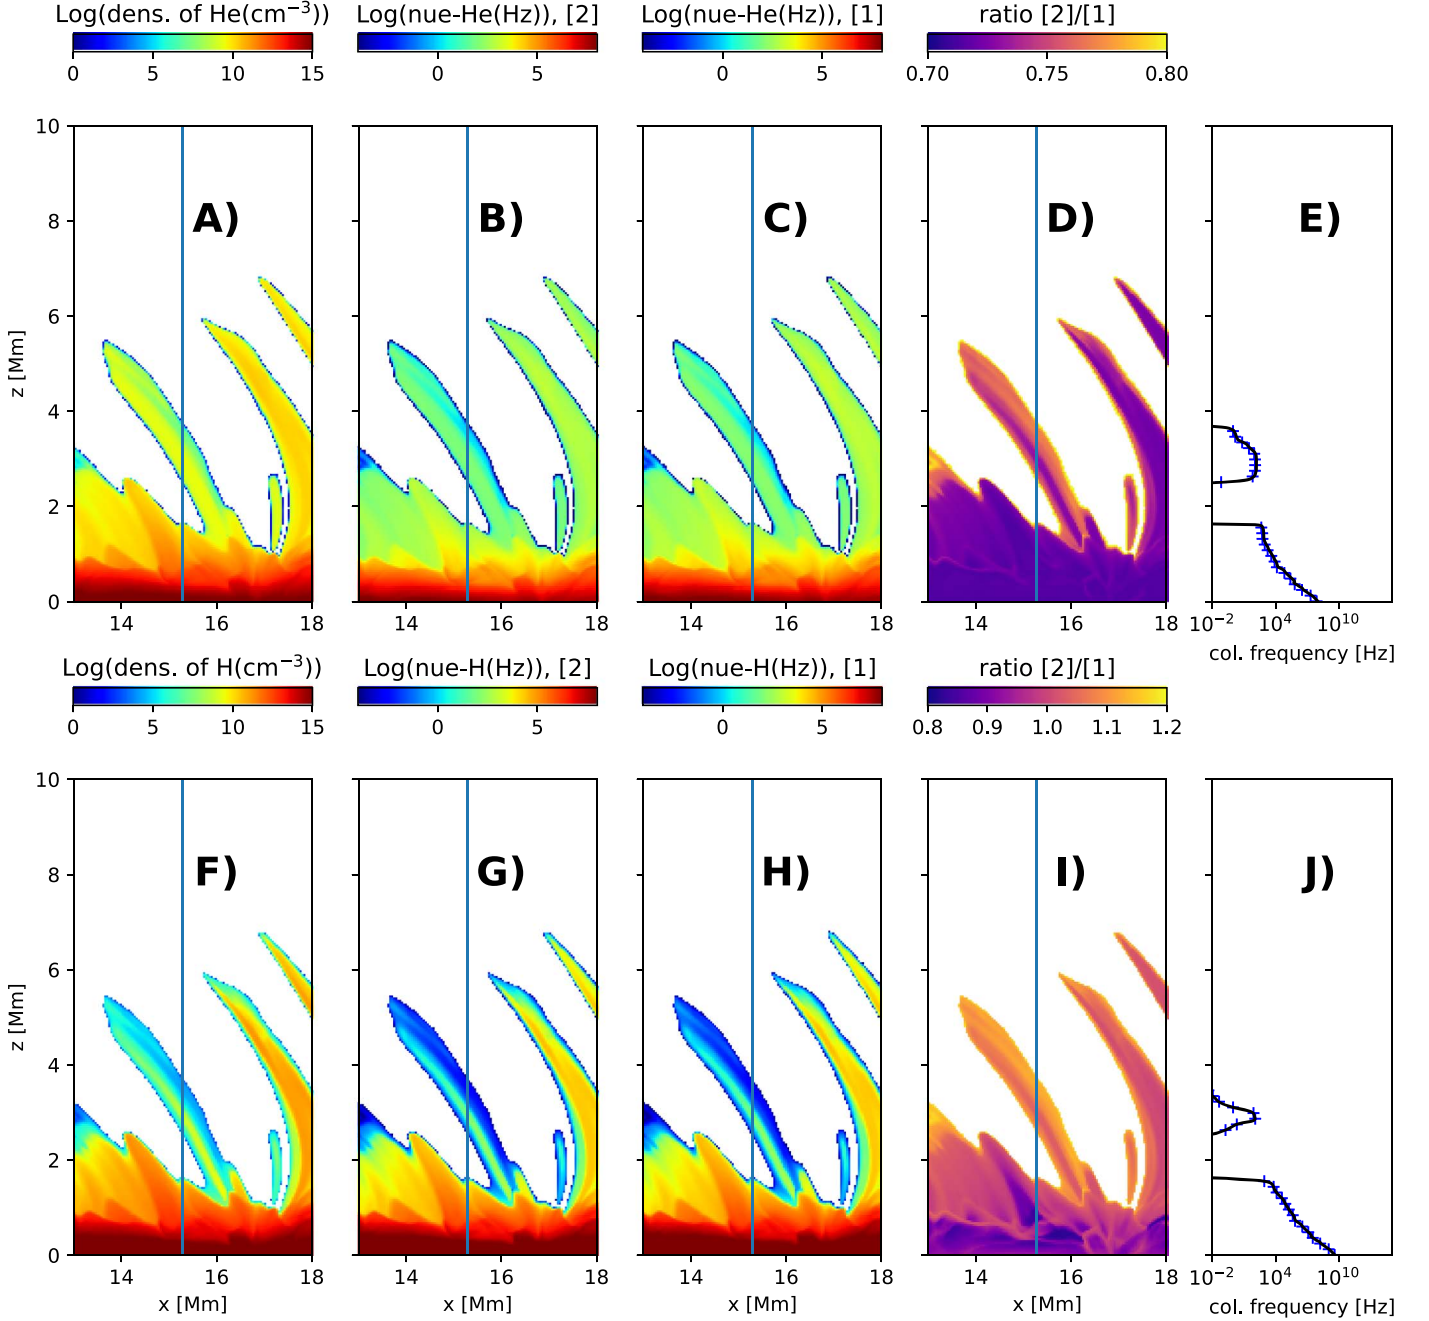 Log(dens. of He(cm⁻³)) Log(nue-He(Hz)), [2] Log(nue-He(Hz)), [1] ratio [2]/[1]
0 5 10 15 0 5 0 5 0.70 0.75 0.80
A) B) C) D) E)
10
8
6
4
2
0
z [Mm]
14 16 18 14 16 18 14 16 18 14 16 18 10⁻² 10⁴ 10¹⁰
col. frequency [Hz]
Log(dens. of H(cm⁻³)) Log(nue-H(Hz)), [2] Log(nue-H(Hz)), [1] ratio [2]/[1]
0 5 10 15 0 5 0 5 0.8 0.9 1.0 1.1 1.2
F) G) H) I) J)
10
8
6
4
2
0
z [Mm]
14 16 18 14 16 18 14 16 18 14 16 18 10⁻² 10⁴ 10¹⁰
x [Mm] x [Mm] x [Mm] x [Mm] col. frequency [Hz]